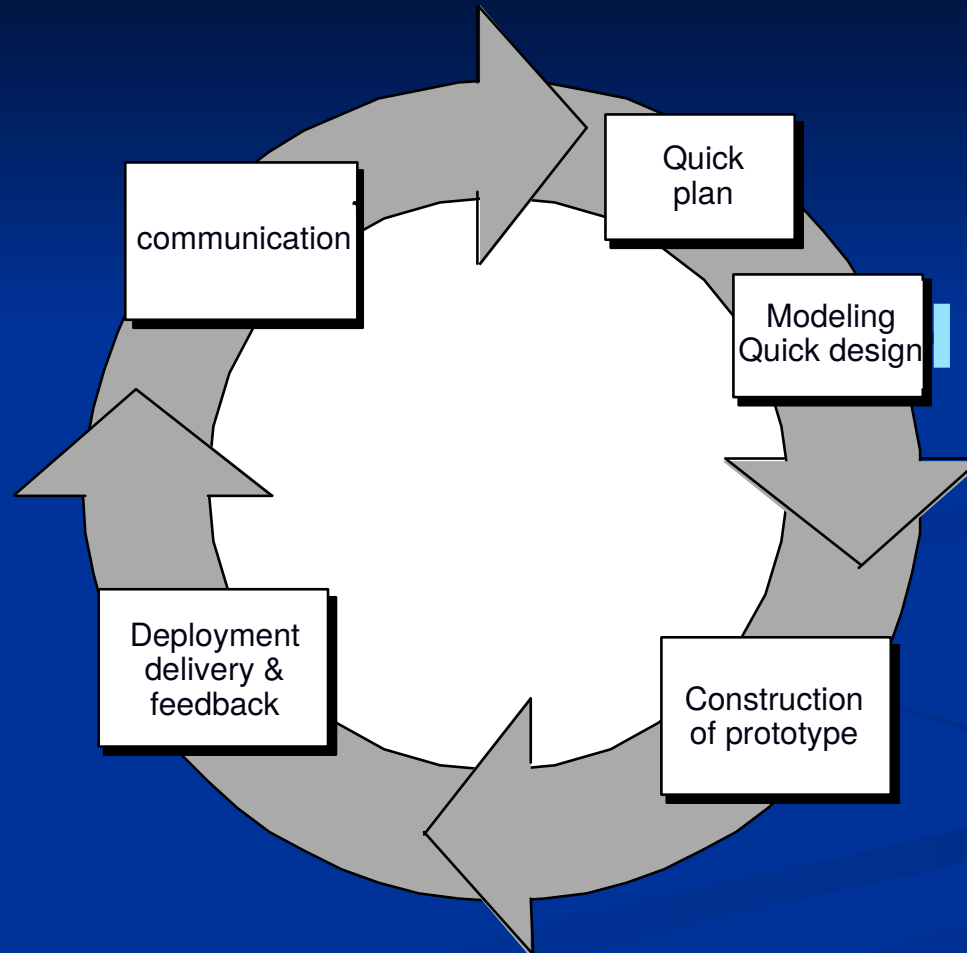 communication
Quick
plan
Modeling
Quick design
Construction
of prototype
Deployment
delivery &
feedback